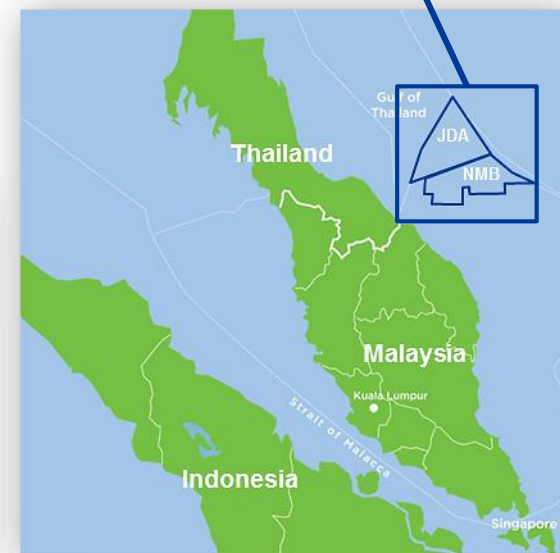 Gulf of
Thailand
JDA
NMB
Thailand
Malaysia
Kuala Lumpur
Strait of Malacca
Indonesia
Singapore